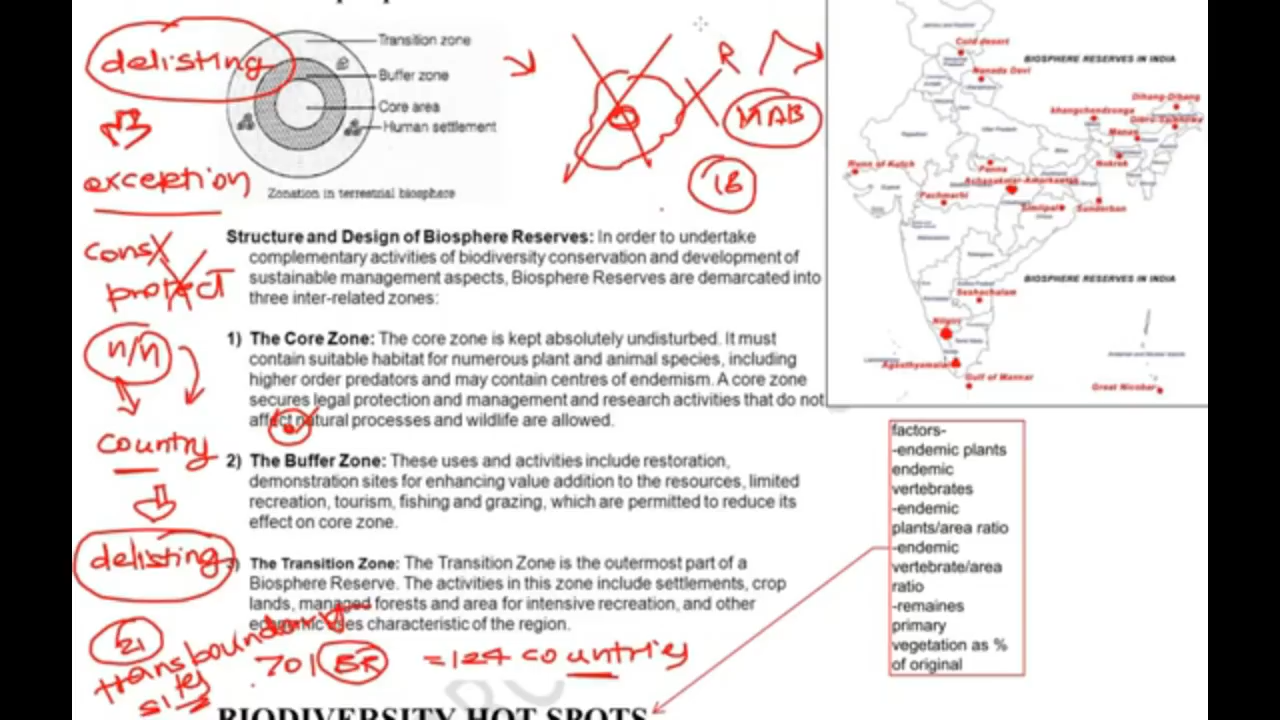 delisting
exception
consX
protect
n/n
country
delisting
21
transboundary
sites
701 BR = 124 countries
Transition zone
Buffer zone
Core area
Human settlement
Zonation in terrestrial biosphere
R
MAB
18
Structure and Design of Biosphere Reserves: In order to undertake
complementary activities of biodiversity conservation and development of
sustainable management aspects, Biosphere Reserves are demarcated into
three inter-related zones:
1) The Core Zone: The core zone is kept absolutely undisturbed. It must
contain suitable habitat for numerous plant and animal species, including
higher order predators and may contain centres of endemism. A core zone
secures legal protection and management and research activities that do not
affect natural processes and wildlife are allowed.
2) The Buffer Zone: These uses and activities include restoration,
demonstration sites for enhancing value addition to the resources, limited
recreation, tourism, fishing and grazing, which are permitted to reduce its
effect on core zone.
The Transition Zone: The Transition Zone is the outermost part of a
Biosphere Reserve. The activities in this zone include settlements, crop
lands, managed forests and area for intensive recreation, and other
economic uses characteristic of the region.
BIODIVERSITY HOT SPOTS
BIOSPHERE RESERVES IN INDIA
Cold desert
Nanada Devi
Dihang-Dibang
khangchendzonga
Manas
Nokrek
Runn of Kutch
Panna
Achanakmar-Amarkantak
Pachmarhi
Simlipal
Sunderban
BIOSPHERE RESERVES IN INDIA
Seshachalam
Nilgiri
Agasthyamalai
Gulf of Mannar
Great Nicobar
factors-
-endemic plants
endemic
vertebrates
-endemic
plants/area ratio
-endemic
vertebrate/area
ratio
-remaines
primary
vegetation as %
of original